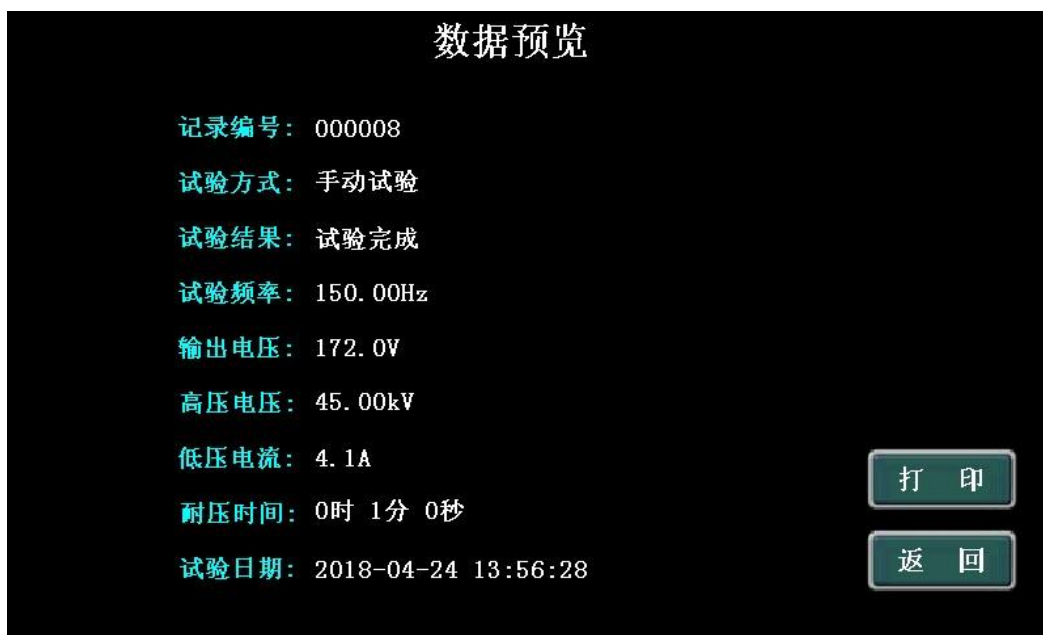 数据预览
记录编号: 000008
试验方式: 手动试验
试验结果: 试验完成
试验频率: 150.00Hz
输出电压: 172.0V
高压电压: 45.00kV
低压电流: 4.1A
耐压时间: 0时 1分 0秒
试验日期: 2018-04-24 13:56:28
打 印
返 回